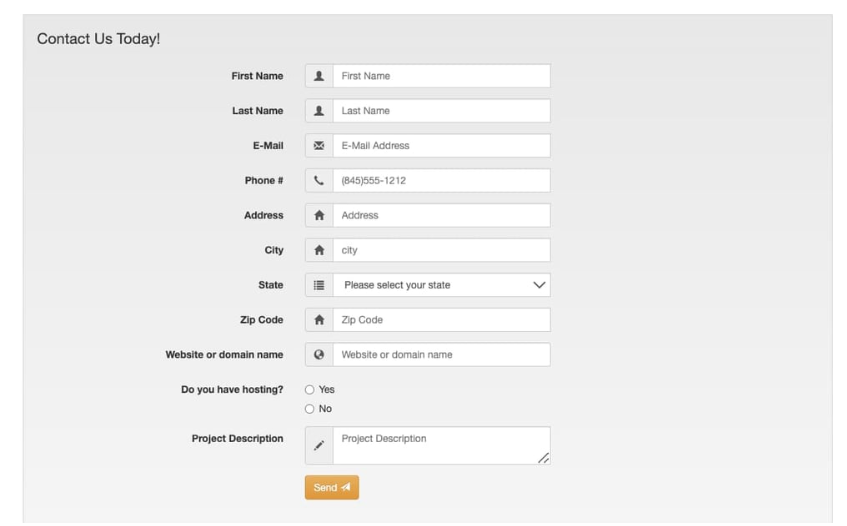 Contact Us Today!
First Name First Name
Last Name Last Name
E-Mail E-Mail Address
Phone # (845)555-1212
Address Address
City city
State Please select your state
Zip Code Zip Code
Website or domain name Website or domain name
Do you have hosting? Yes
No
Project Description Project Description
Send